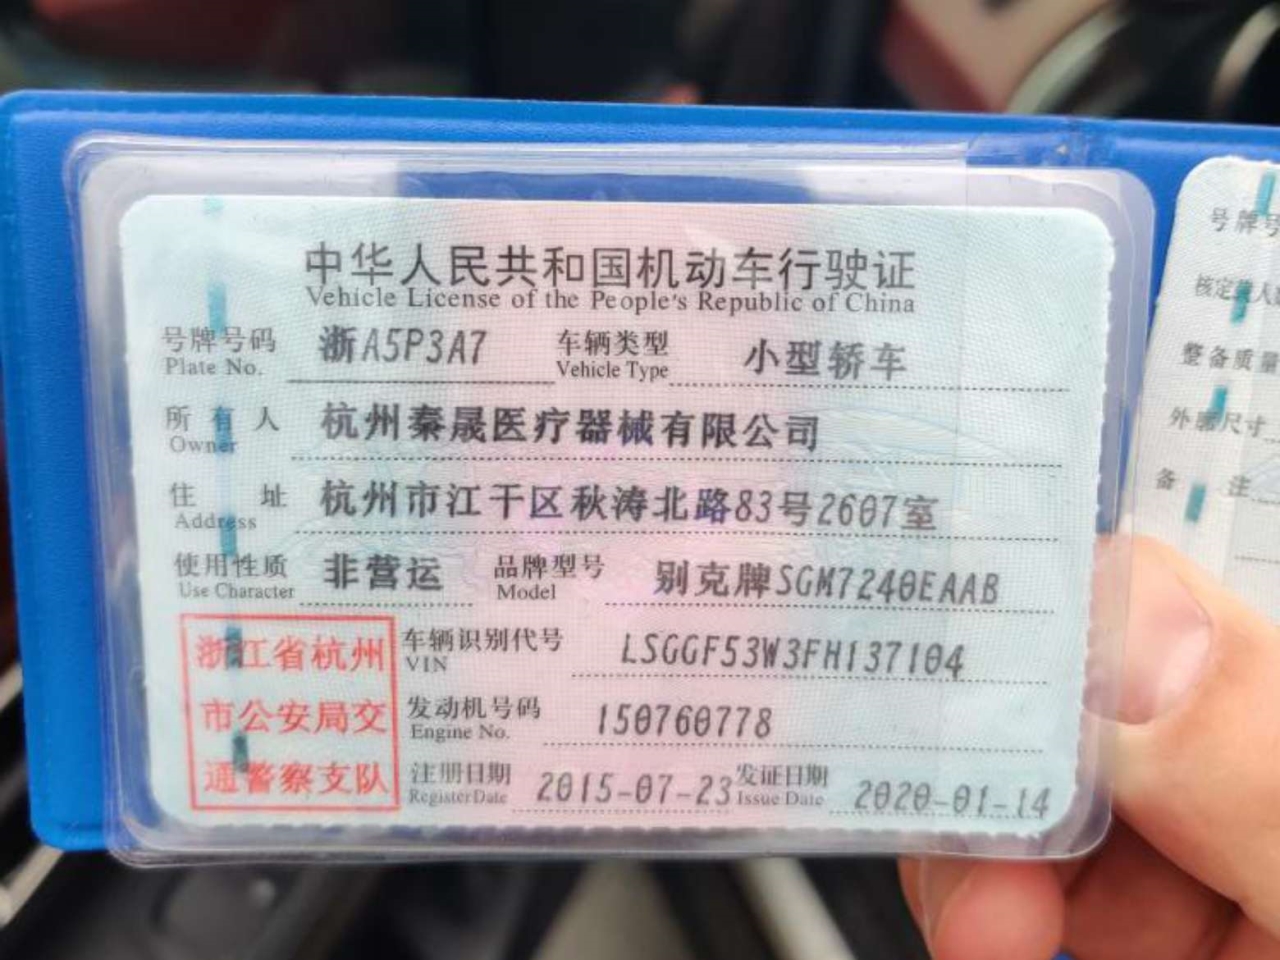 中华人民共和国机动车行驶证
Vehicle License of the People's Republic of China
号牌号码 浙A5P3A7 车辆类型 小型轿车
Plate No. Vehicle Type
所有人 杭州秦晟医疗器械有限公司
Owner
住址 杭州市江干区秋涛北路83号2607室
Address
使用性质 非营运 品牌型号 别克牌SGM7240EAAB
Use Character Model
浙江省杭州
市公安局交
通警察支队
车辆识别代号 LSGGF53W3FH137104
VIN
发动机号码 150760778
Engine No.
注册日期 2015-07-23 发证日期 2020-01-14
Register Date Issue Date
号牌号
核定载人
整备质量
外廓尺寸
备注